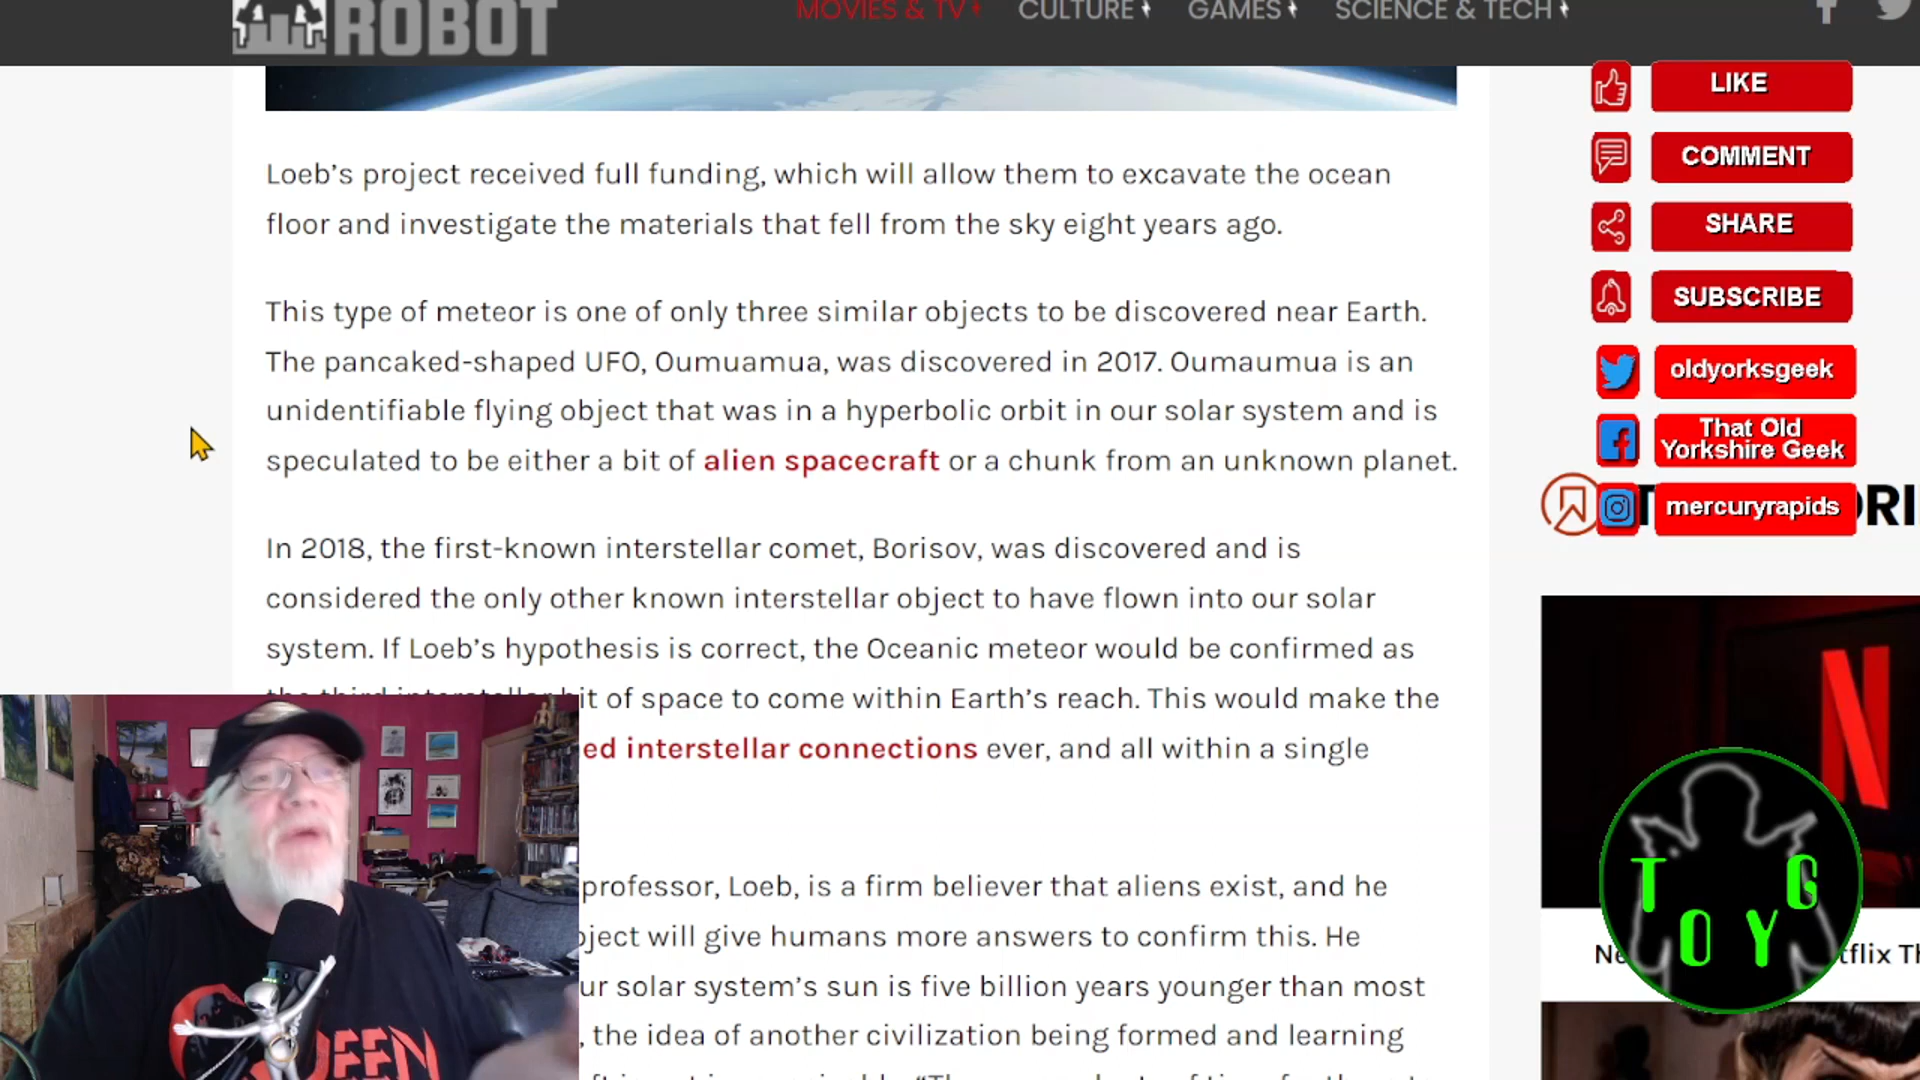 ROBOT
MOVIES & TV
CULTURE
GAMES
SCIENCE & TECH
Loeb's project received full funding, which will allow them to excavate the ocean
floor and investigate the materials that fell from the sky eight years ago.
This type of meteor is one of only three similar objects to be discovered near Earth.
The pancaked-shaped UFO, Oumuamua, was discovered in 2017. Oumaumua is an
unidentifiable flying object that was in a hyperbolic orbit in our solar system and is
speculated to be either a bit of alien spacecraft or a chunk from an unknown planet.
In 2018, the first-known interstellar comet, Borisov, was discovered and is
considered the only other known interstellar object to have flown into our solar
system. If Loeb's hypothesis is correct, the Oceanic meteor would be confirmed as
the third interstellar bit of space to come within Earth's reach. This would make the
ed interstellar connections ever, and all within a single
professor, Loeb, is a firm believer that aliens exist, and he
ject will give humans more answers to confirm this. He
ur solar system's sun is five billion years younger than most
, the idea of another civilization being formed and learning
LIKE
COMMENT
SHARE
SUBSCRIBE
oldyorksgeek
That Old
Yorkshire Geek
mercuryrapids
RI
N
Ne
tflix Th
T O Y G